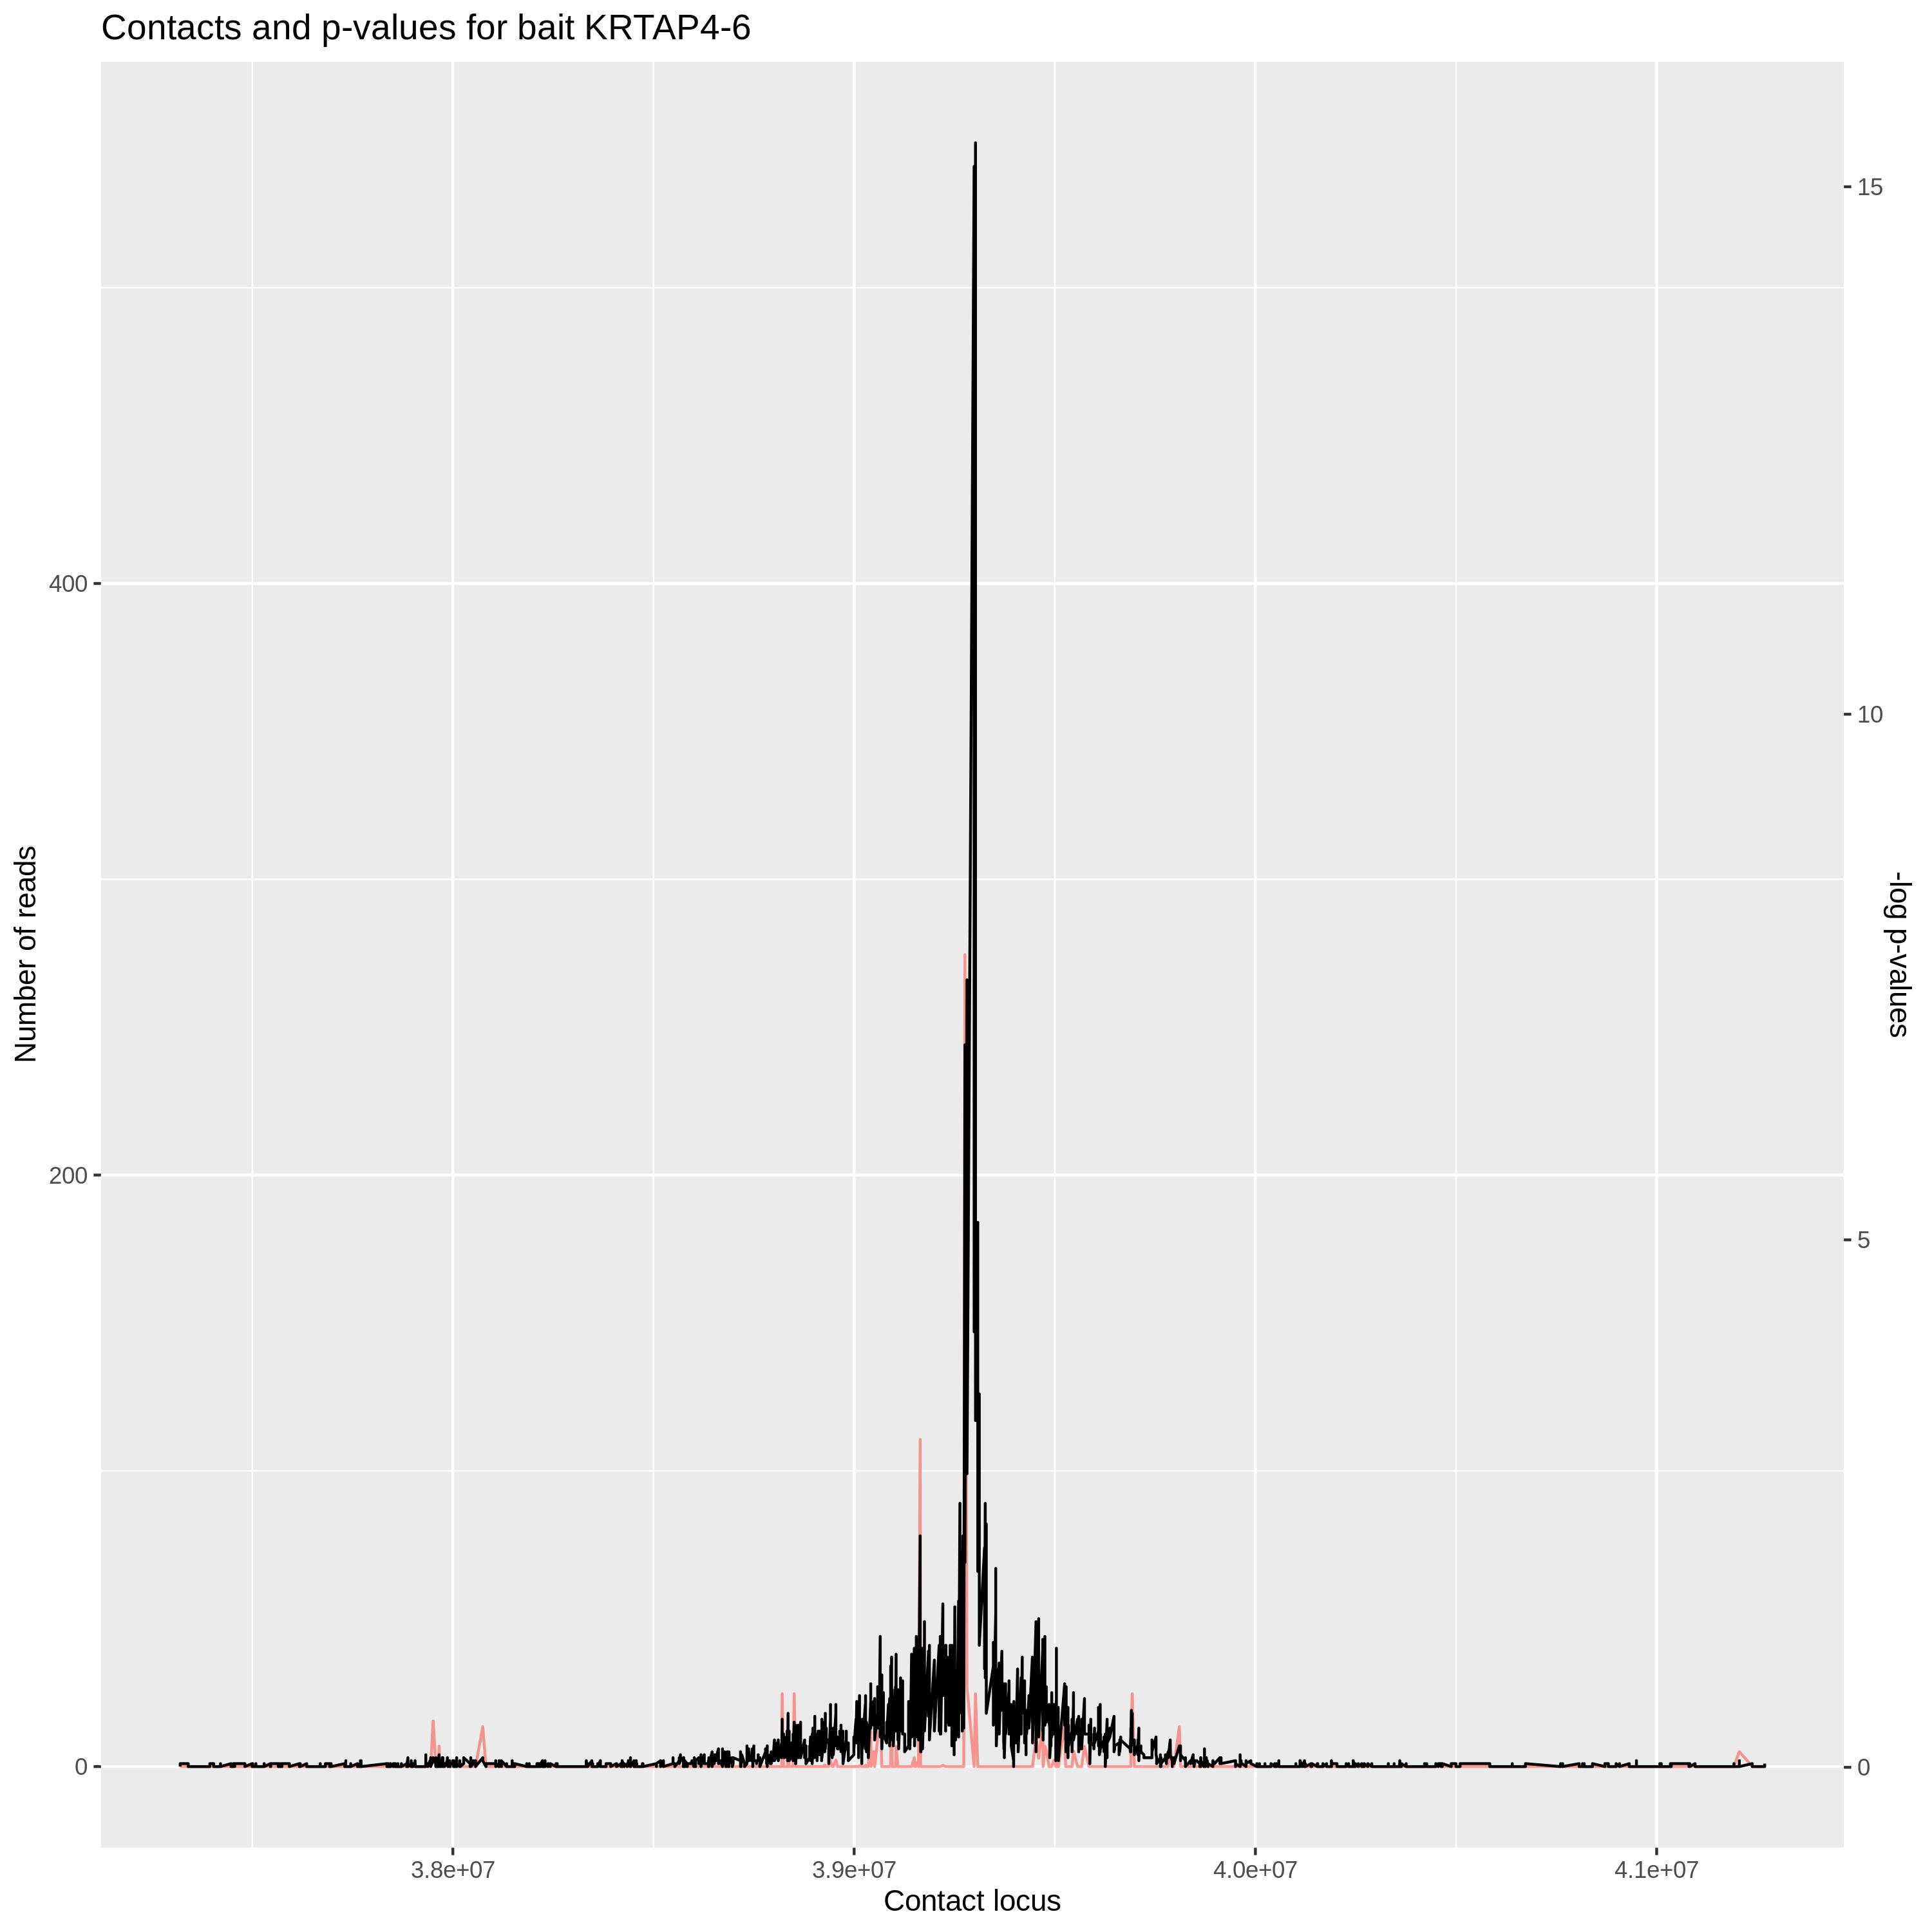 Contacts and p-values for bait KRTAP4-6
Number of reads
400
200
0
15
10
5
0
-log p-values
3.8e+07
3.9e+07
4.0e+07
4.1e+07
Contact locus